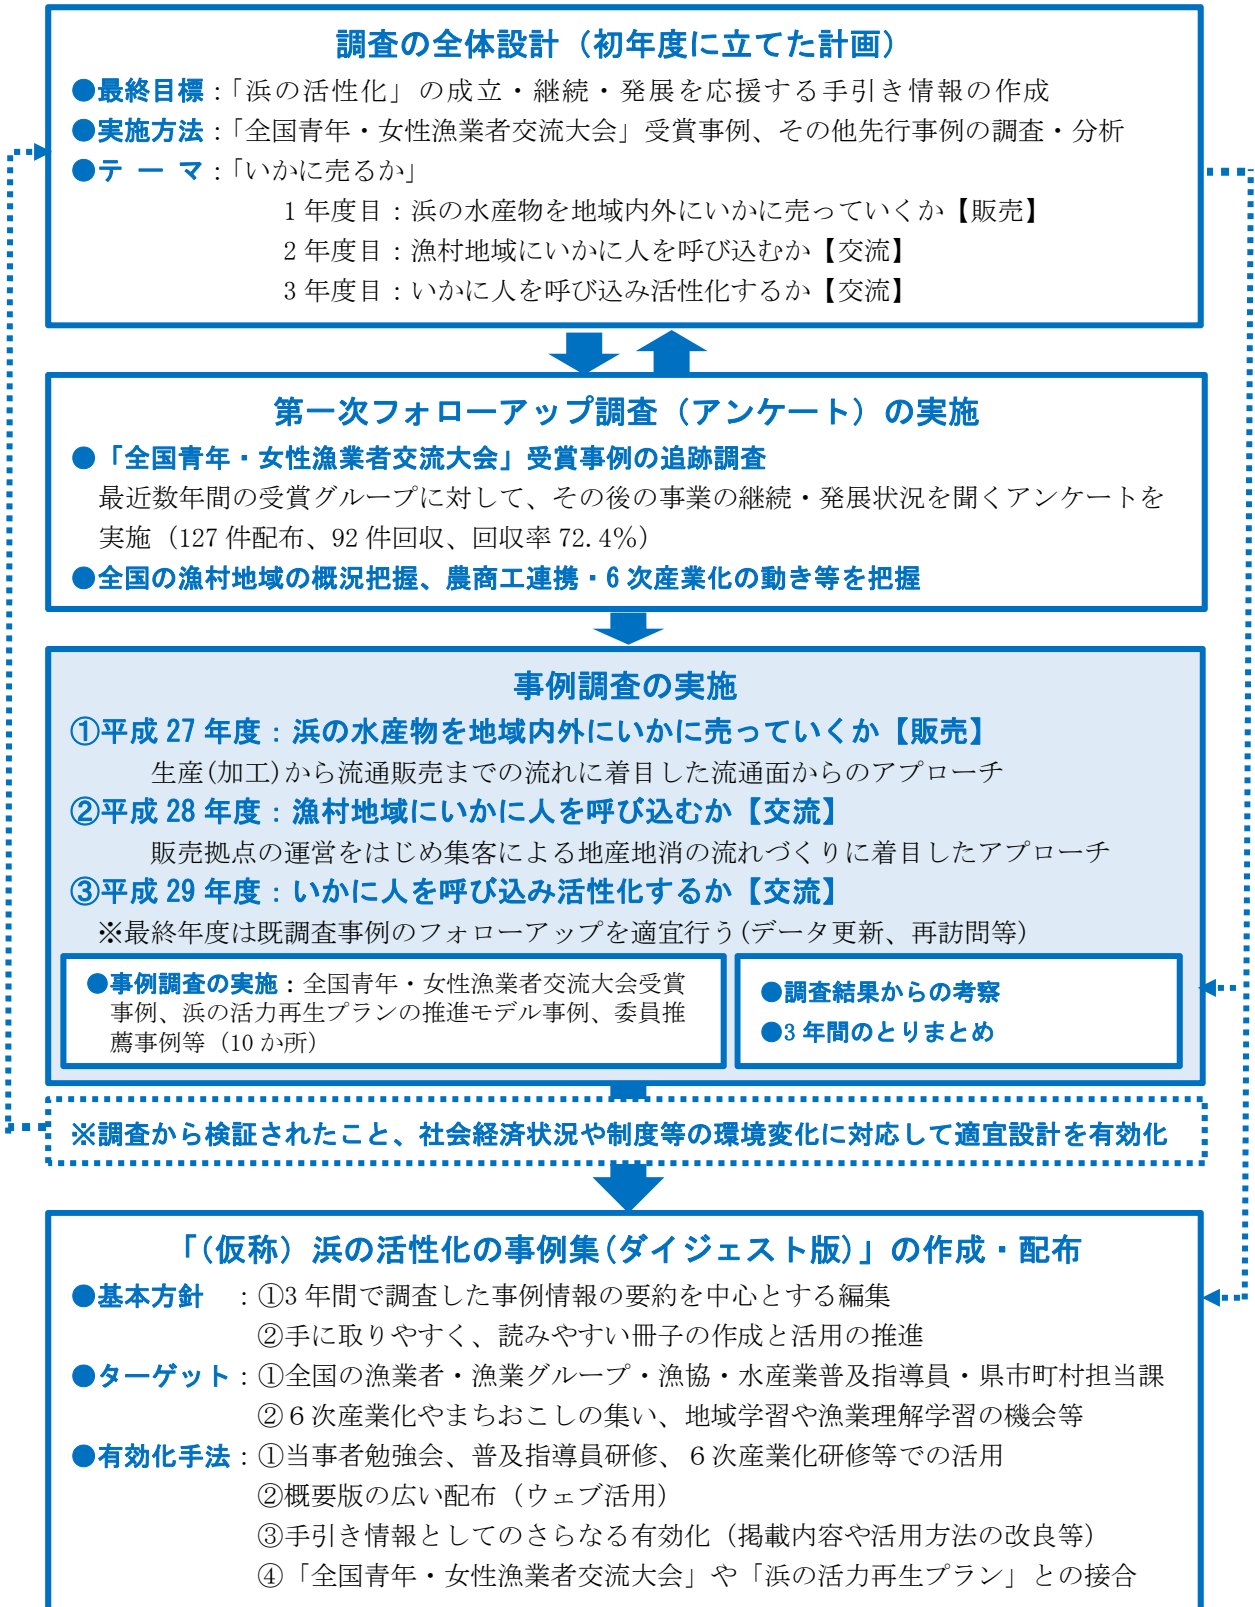 調査の全体設計（初年度に立てた計画）
●最終目標：「浜の活性化」の成立・継続・発展を応援する手引き情報の作成
●実施方法：「全国青年・女性漁業者交流大会」受賞事例、その他先行事例の調査・分析
●テ ー マ：「いかに売るか」
1 年度目：浜の水産物を地域内外にいかに売っていくか【販売】
2 年度目：漁村地域にいかに人を呼び込むか【交流】
3 年度目：いかに人を呼び込み活性化するか【交流】
第一次フォローアップ調査（アンケート）の実施
●「全国青年・女性漁業者交流大会」受賞事例の追跡調査
最近数年間の受賞グループに対して、その後の事業の継続・発展状況を聞くアンケートを
実施（127 件配布、92 件回収、回収率 72.4％）
●全国の漁村地域の概況把握、農商工連携・6 次産業化の動き等を把握
事例調査の実施
①平成 27 年度：浜の水産物を地域内外にいかに売っていくか【販売】
生産(加工)から流通販売までの流れに着目した流通面からのアプローチ
②平成 28 年度：漁村地域にいかに人を呼び込むか【交流】
販売拠点の運営をはじめ集客による地産地消の流れづくりに着目したアプローチ
③平成 29 年度：いかに人を呼び込み活性化するか【交流】
※最終年度は既調査事例のフォローアップを適宜行う(データ更新、再訪問等)
●事例調査の実施：全国青年・女性漁業者交流大会受賞
事例、浜の活力再生プランの推進モデル事例、委員推
薦事例等（10 か所）
●調査結果からの考察
●3 年間のとりまとめ
※調査から検証されたこと、社会経済状況や制度等の環境変化に対応して適宜設計を有効化
「（仮称）浜の活性化の事例集(ダイジェスト版)」の作成・配布
●基本方針 ：①3 年間で調査した事例情報の要約を中心とする編集
②手に取りやすく、読みやすい冊子の作成と活用の推進
●ターゲット：①全国の漁業者・漁業グループ・漁協・水産業普及指導員・県市町村担当課
②６次産業化やまちおこしの集い、地域学習や漁業理解学習の機会等
●有効化手法：①当事者勉強会、普及指導員研修、６次産業化研修等での活用
②概要版の広い配布（ウェブ活用）
③手引き情報としてのさらなる有効化（掲載内容や活用方法の改良等）
④「全国青年・女性漁業者交流大会」や「浜の活力再生プラン」との接合